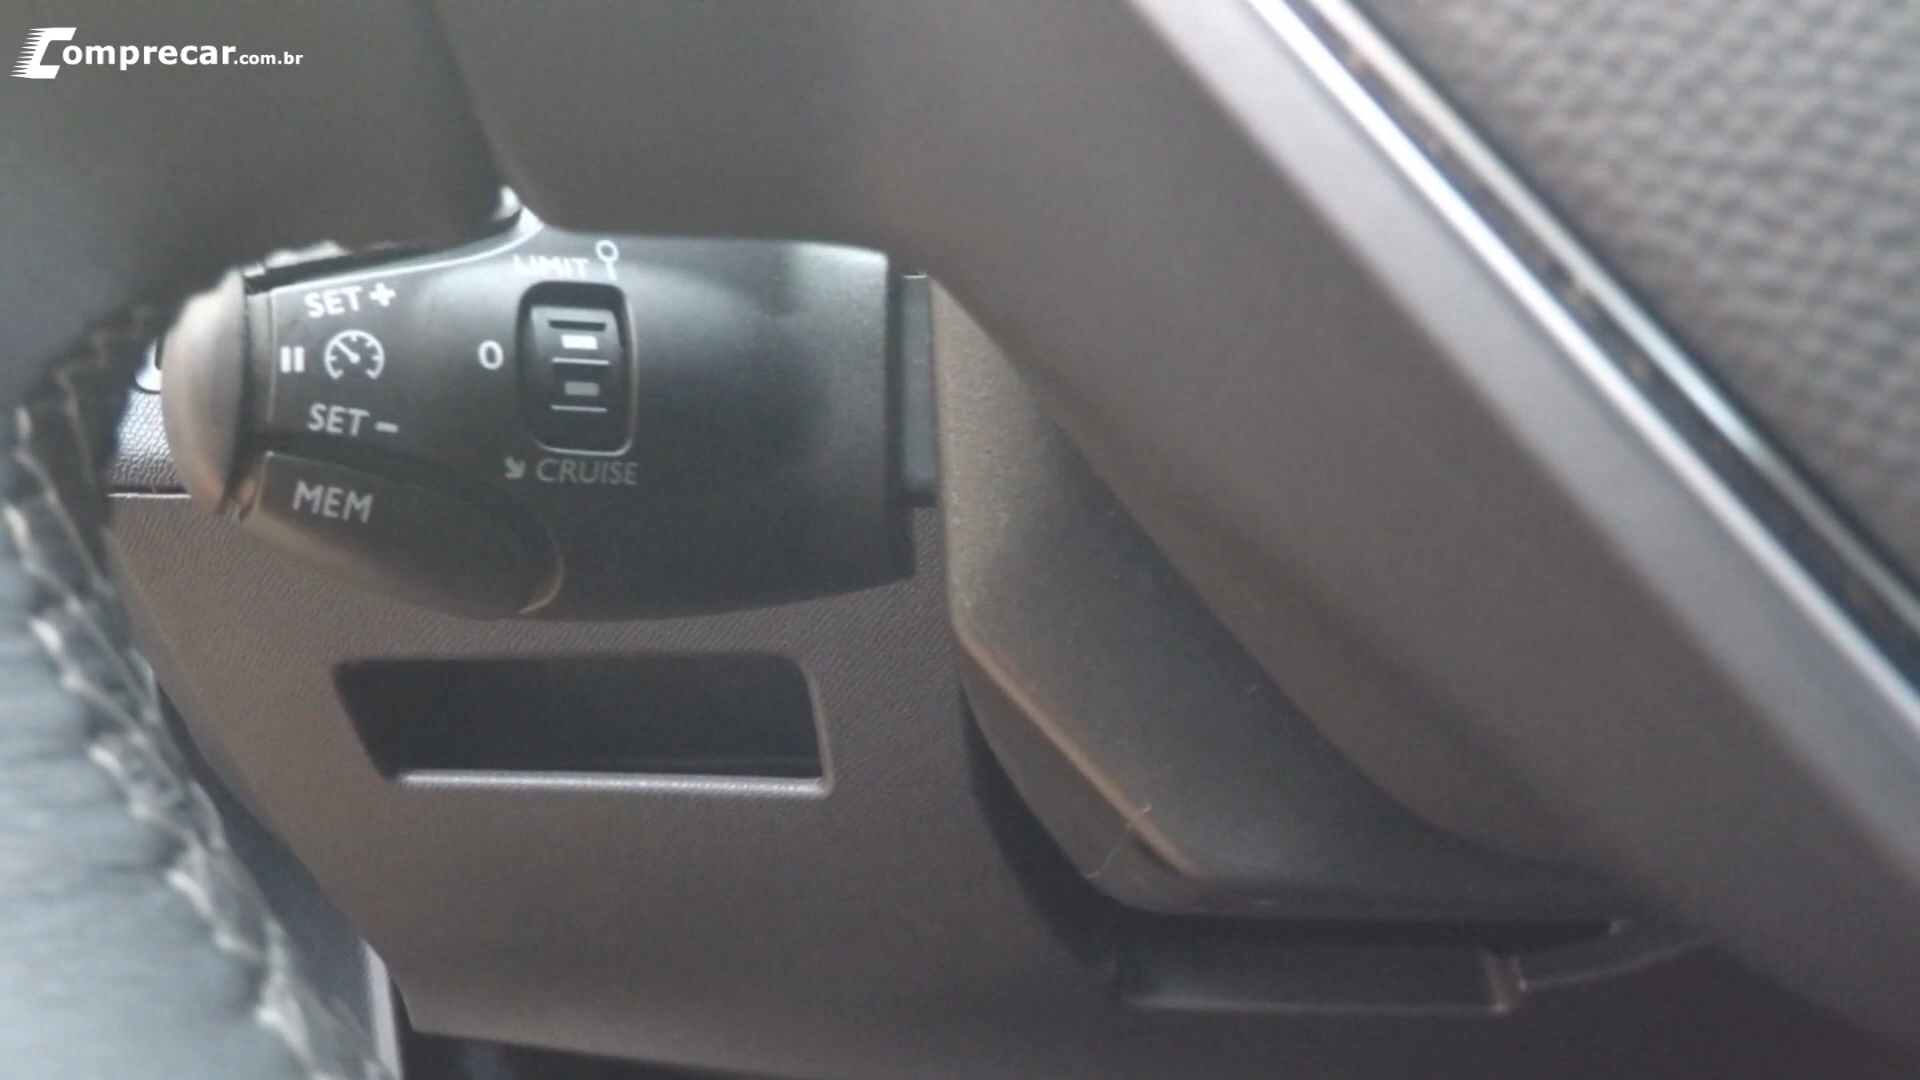 Comprecar.com.br
LIMIT
SET +
0
SET -
CRUISE
MEM